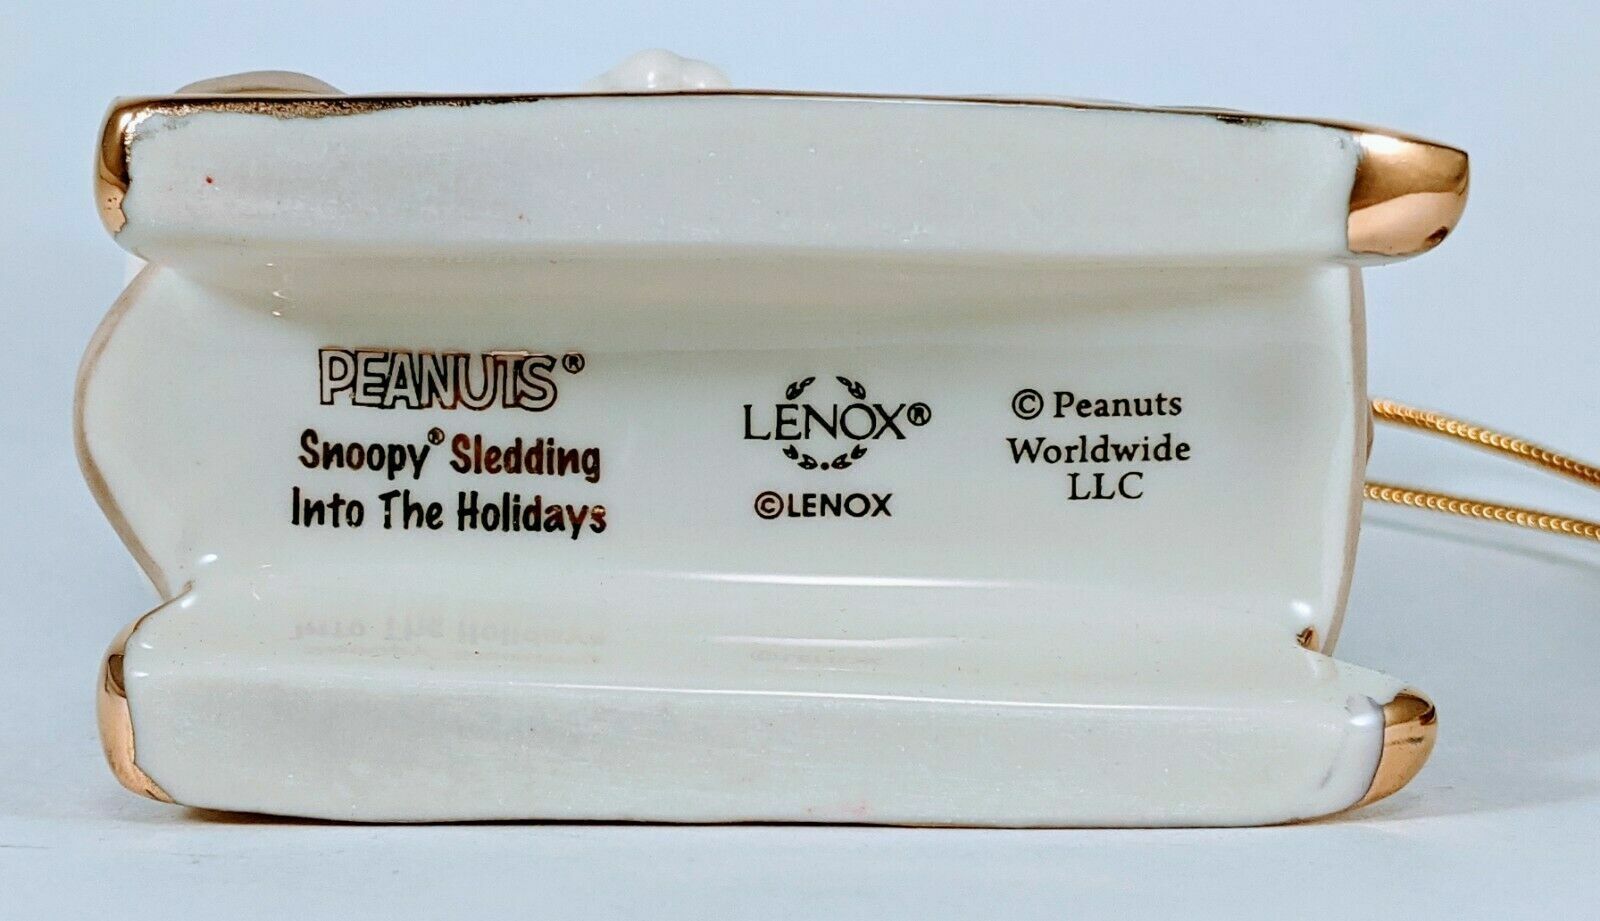 PEANUTS®
Snoopy® Sledding
Into The Holidays
LENOX®
©LENOX
© Peanuts
Worldwide
LLC